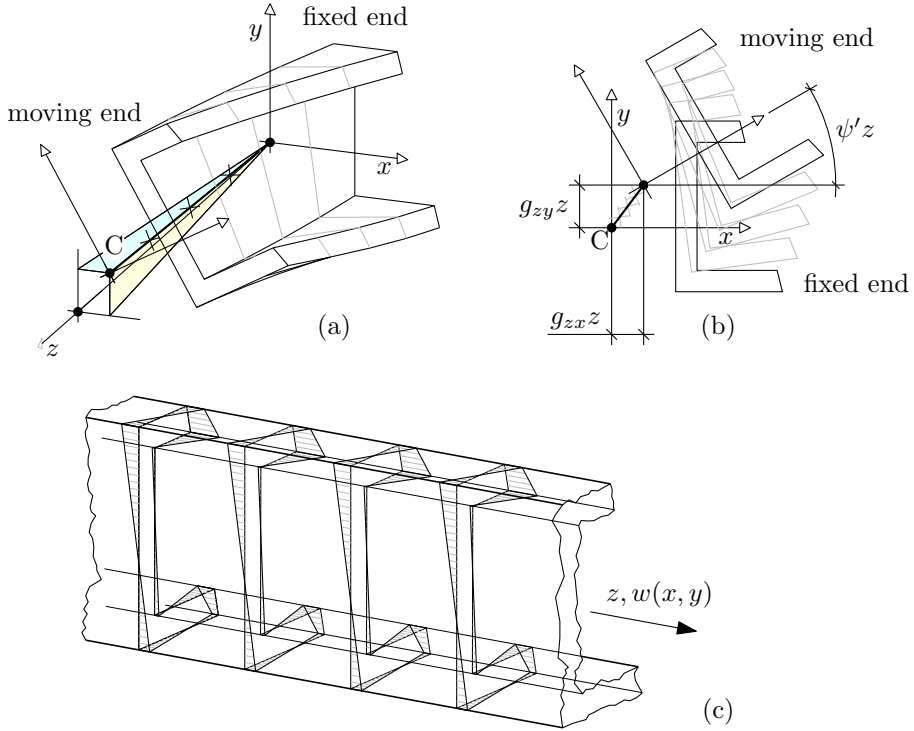 fixed end
y
moving end
x
C
z
(a)
moving end
y
ψ′z
g_{zy}z
C
x
fixed end
g_{zx}z
(b)
z, w(x, y)
(c)